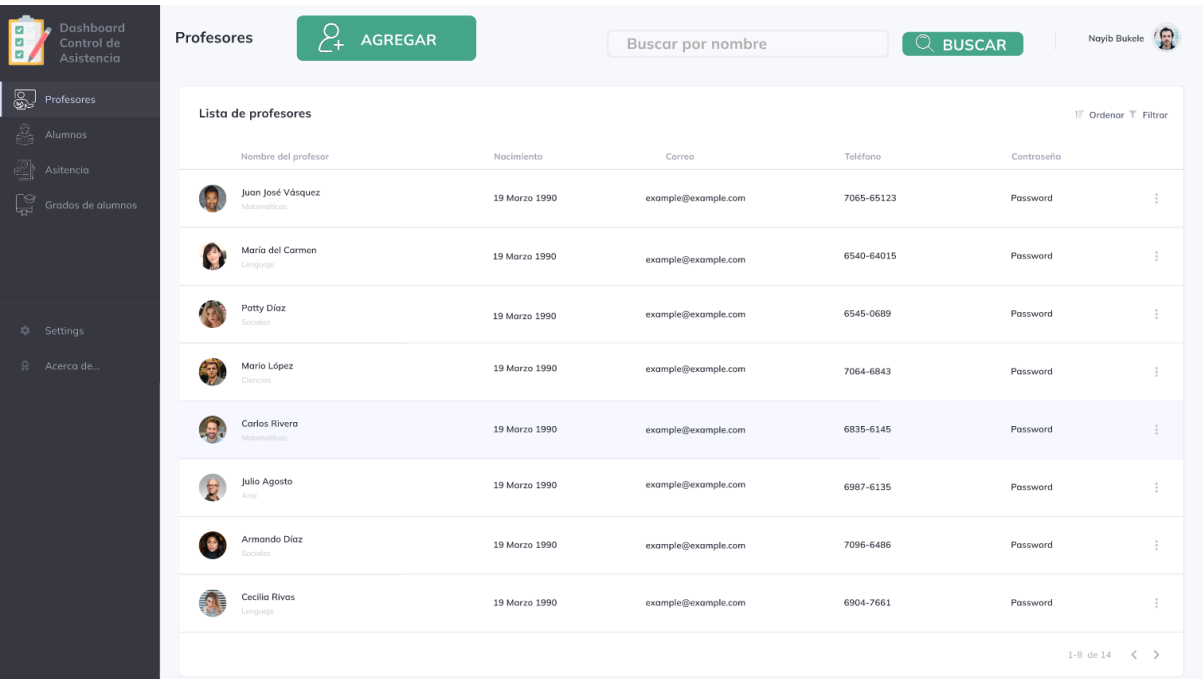 Dashboard
Control de
Asistencia
Profesores
Alumnos
Asitencia
Grados de alumnos
Settings
Acerca de...
Profesores
AGREGAR
Buscar por nombre
BUSCAR
Nayib Bukele
Lista de profesores
Ordenar Filtrar
Nombre del profesor Nacimiento Correo Teléfono Contraseña
Juan José Vásquez
Matemáticas
19 Marzo 1990 example@example.com 7065-65123 Password
María del Carmen
Lenguaje
19 Marzo 1990 example@example.com 6540-64015 Password
Patty Díaz
Sociales
19 Marzo 1990 example@example.com 6545-0689 Password
Mario López
Ciencias
19 Marzo 1990 example@example.com 7064-6843 Password
Carlos Rivera
Matemáticas
19 Marzo 1990 example@example.com 6835-6145 Password
Julio Agosto
Arte
19 Marzo 1990 example@example.com 6987-6135 Password
Armando Díaz
Sociales
19 Marzo 1990 example@example.com 7096-6486 Password
Cecilia Rivas
Lenguaje
19 Marzo 1990 example@example.com 6904-7661 Password
1-8 de 14